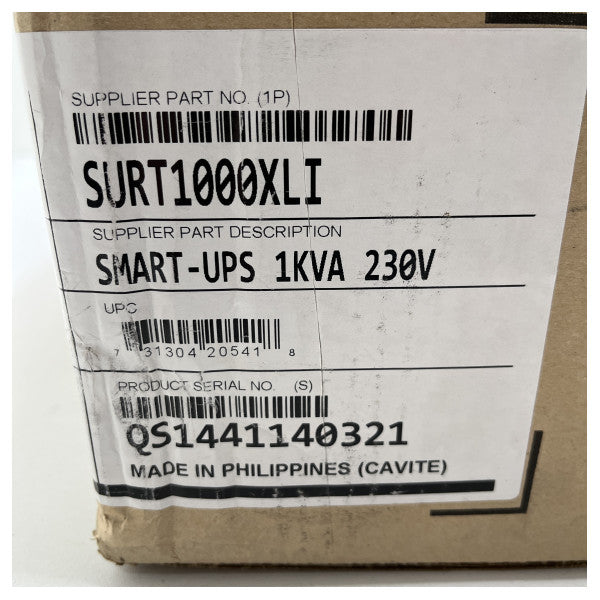 SUPPLIER PART NO. (1P)
SURT1000XLI
SUPPLIER PART DESCRIPTION
SMART-UPS 1KVA 230V
UPC
7 31304 20541 8
PRODUCT SERIAL NO. (S)
QS1441140321
MADE IN PHILIPPINES (CAVITE)